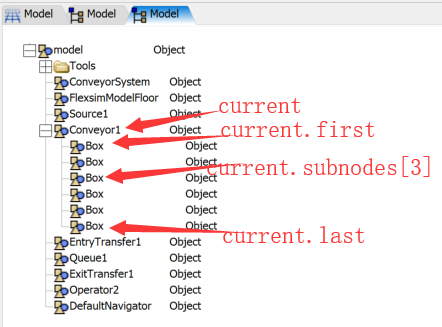 Model Model Model
model Object
Tools
ConveyorSystem Object
FlexsimModelFloor Object
Source1 Object
current
Conveyor1 Object
current.first
Box Object
Box Object
current.subnodes[3]
Box Object
Box Object
Box Object
Box Object
current.last
EntryTransfer1 Object
Queue1 Object
ExitTransfer1 Object
Operator2 Object
DefaultNavigator Object